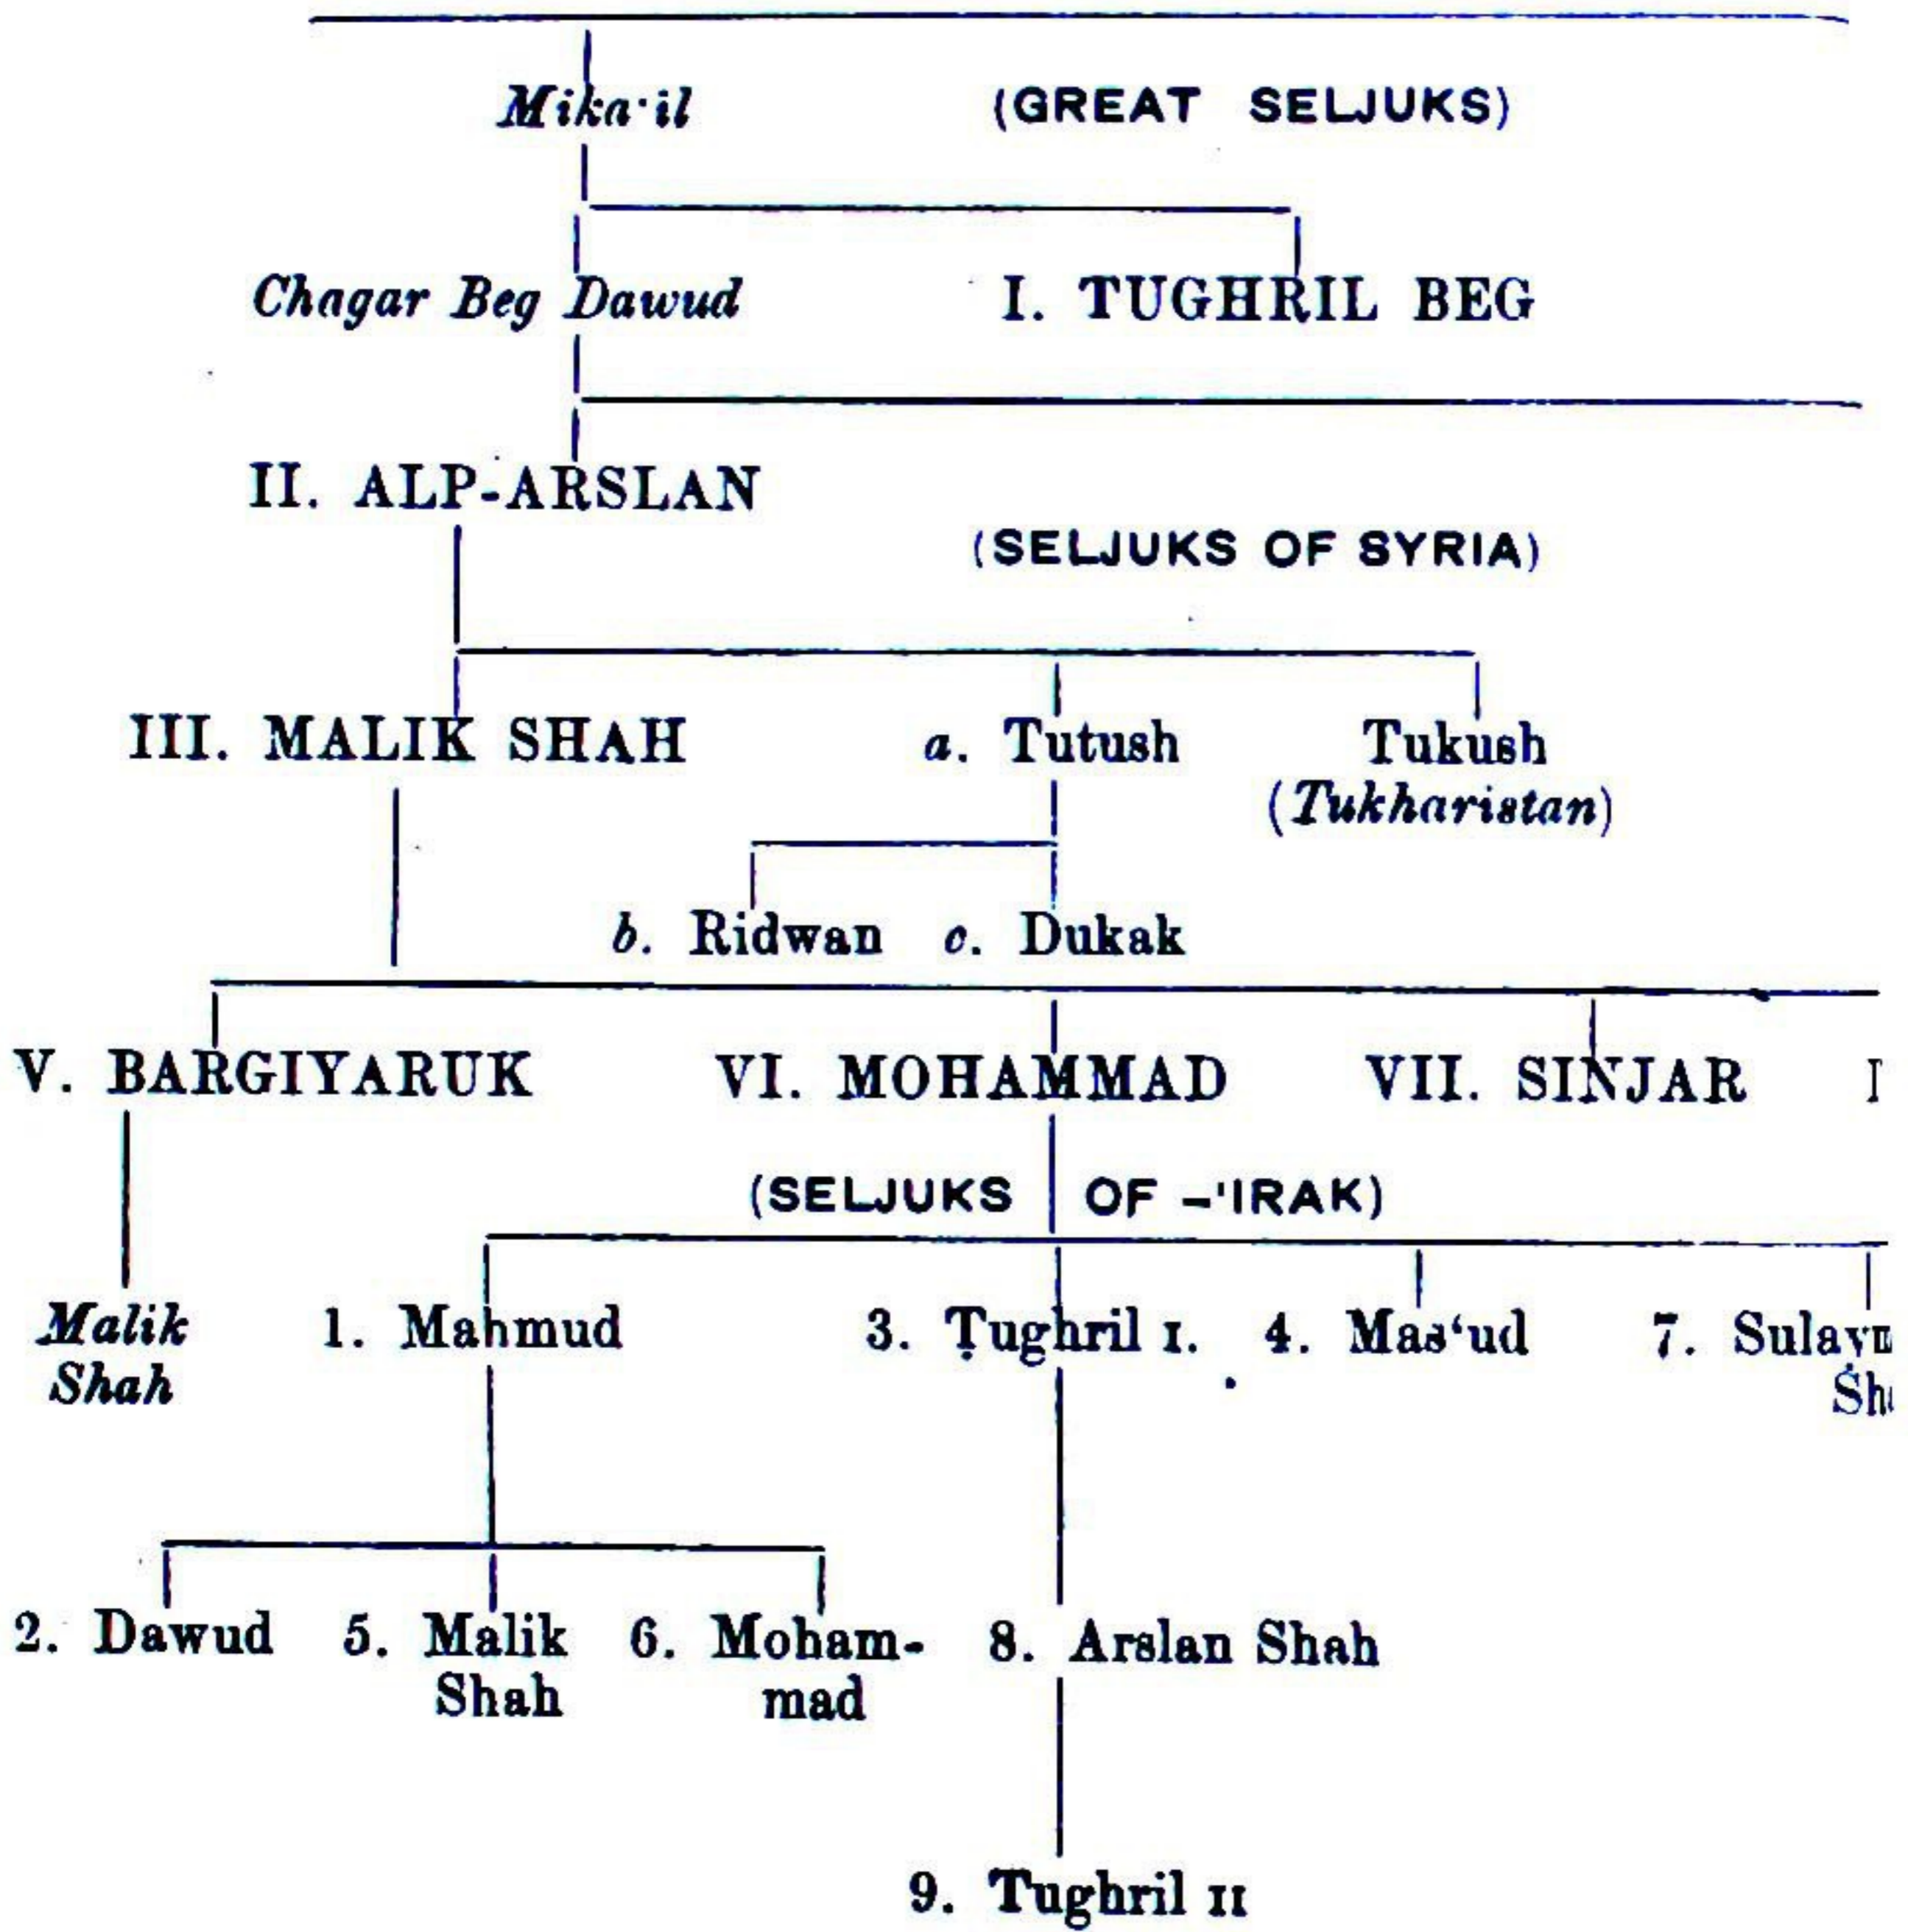 Mika'il (GREAT SELJUKS)
Chagar Beg Dawud I. TUGHRIL BEG
II. ALP-ARSLAN
(SELJUKS OF SYRIA)
III. MALIK SHAH a. Tutush Tukush
(Tukharistan)
b. Ridwan c. Dukak
V. BARGIYARUK VI. MOHAMMAD VII. SINJAR
(SELJUKS OF -'IRAK)
Malik 1. Mahmud 3. Ṭughril I. 4. Mas‘ud 7.
Shah
2. Dawud 5. Malik 6. Moham- 8. Arslan Shah
Shah mad
9. Tughril II